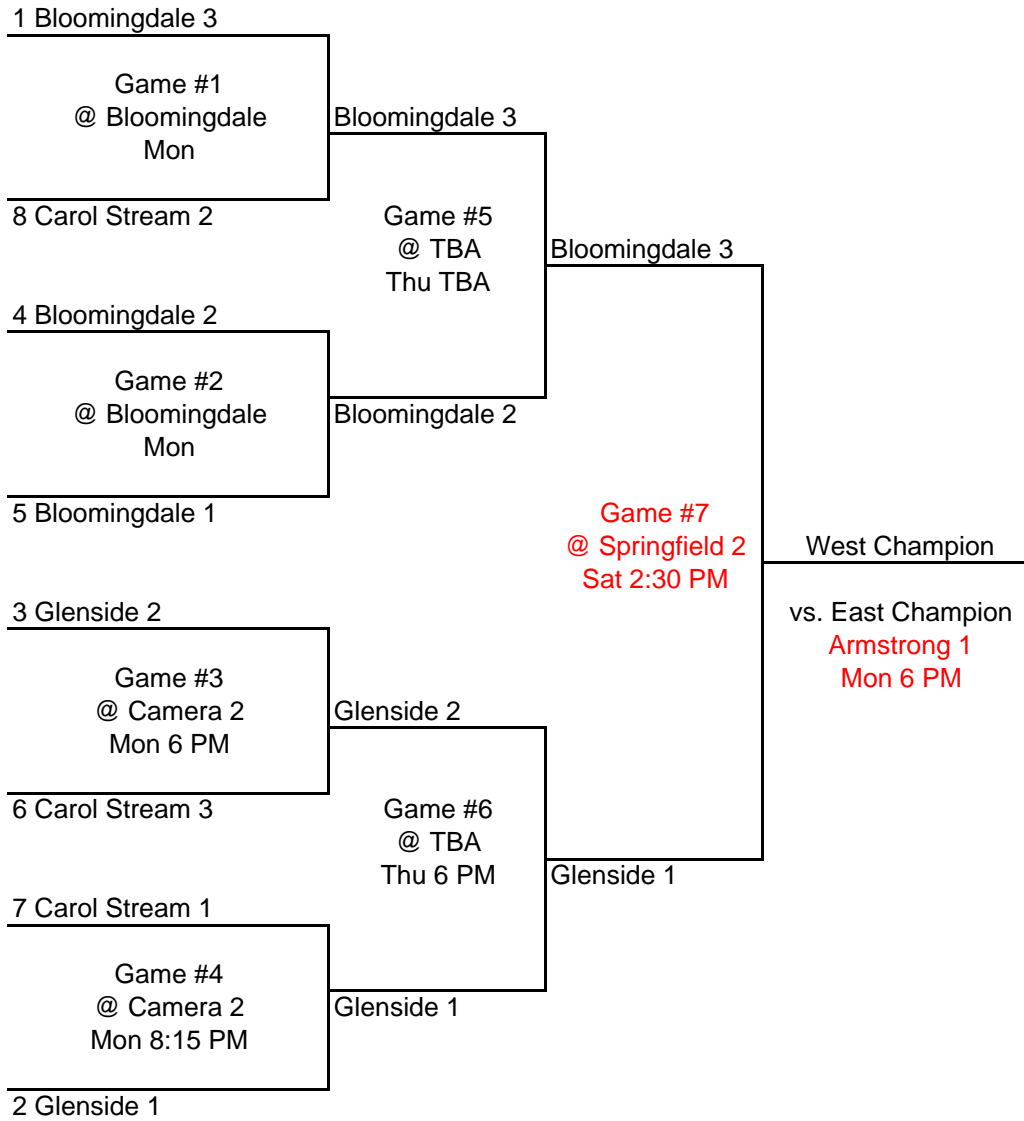 1 Bloomingdale 3
Game #1
@ Bloomingdale
Mon
Bloomingdale 3
8 Carol Stream 2
Game #5
@ TBA
Thu TBA
Bloomingdale 3
4 Bloomingdale 2
Game #2
@ Bloomingdale
Mon
Bloomingdale 2
5 Bloomingdale 1
Game #7
@ Springfield 2
Sat 2:30 PM
West Champion
vs. East Champion
Armstrong 1
Mon 6 PM
3 Glenside 2
Game #3
@ Camera 2
Mon 6 PM
Glenside 2
6 Carol Stream 3
Game #6
@ TBA
Thu 6 PM
Glenside 1
7 Carol Stream 1
Game #4
@ Camera 2
Mon 8:15 PM
Glenside 1
2 Glenside 1